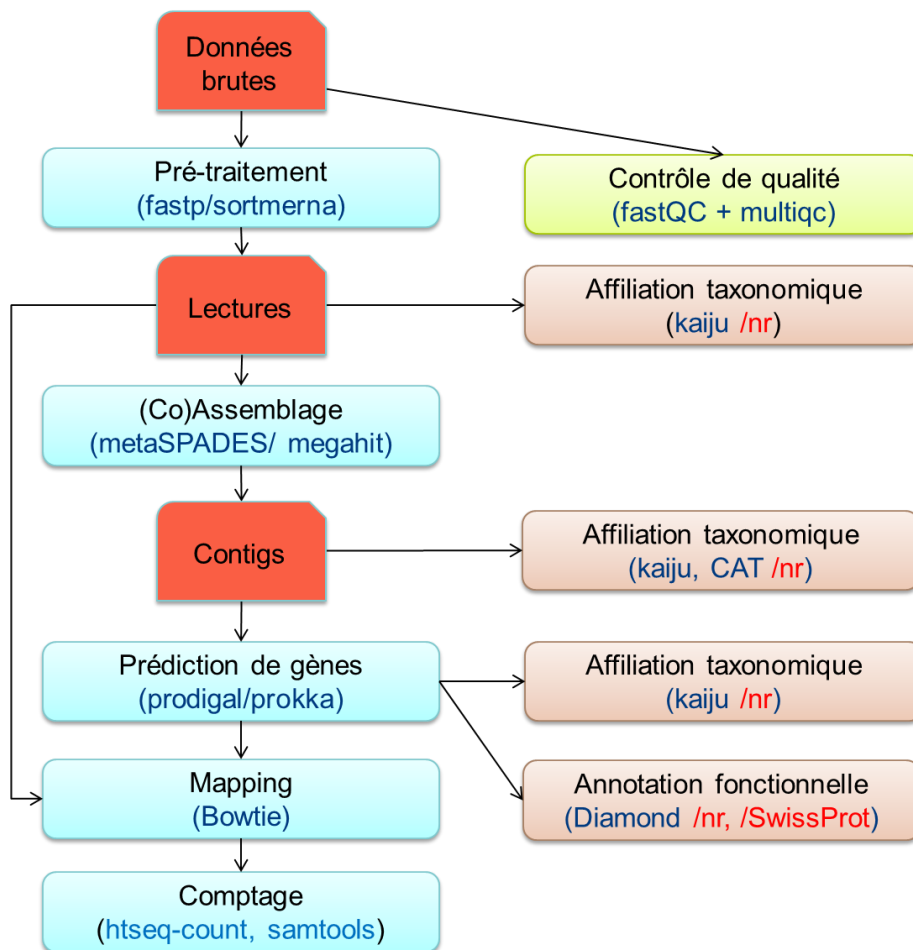 Données
brutes
Pré-traitement
(fastp/sortmerna)
Contrôle de qualité
(fastQC + multiqc)
Lectures
Affiliation taxonomique
(kaiju /nr)
(Co)Assemblage
(metaSPADES/ megahit)
Contigs
Affiliation taxonomique
(kaiju, CAT /nr)
Prédiction de gènes
(prodigal/prokka)
Affiliation taxonomique
(kaiju /nr)
Mapping
(Bowtie)
Annotation fonctionnelle
(Diamond /nr, /SwissProt)
Comptage
(htseq-count, samtools)